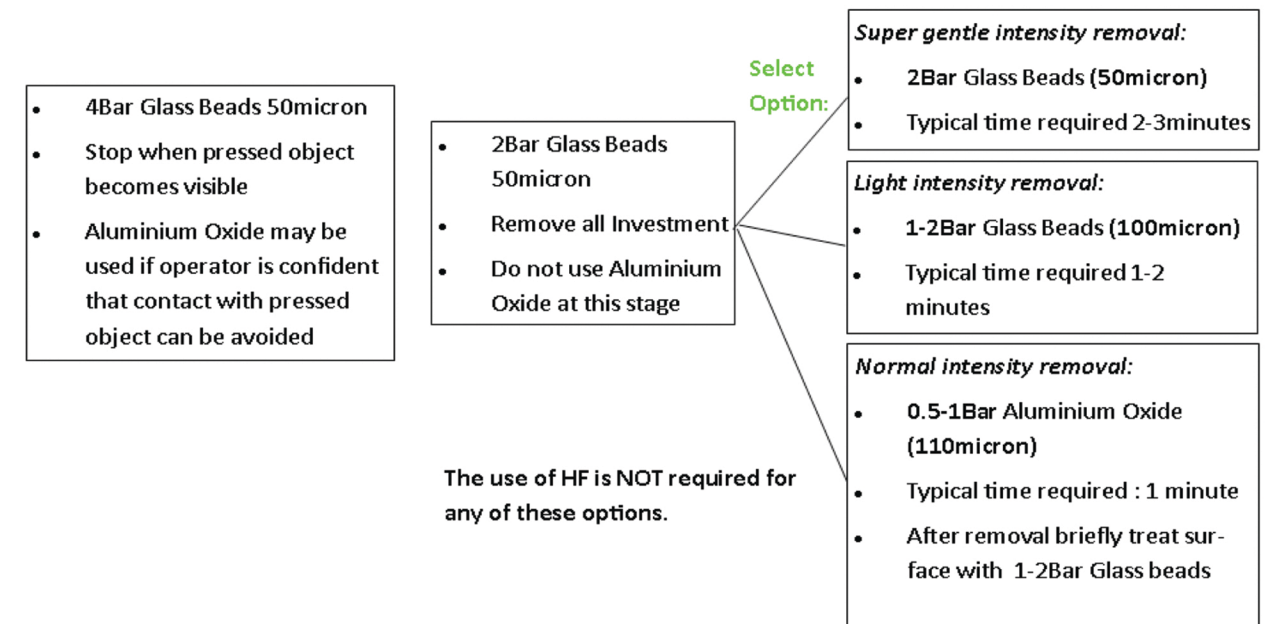 • 4Bar Glass Beads 50micron
• Stop when pressed object
becomes visible
• Aluminium Oxide may be
used if operator is confident
that contact with pressed
object can be avoided
• 2Bar Glass Beads
50micron
• Remove all Investment
• Do not use Aluminium
Oxide at this stage
The use of HF is NOT required for
any of these options.
Select
Option:
Super gentle intensity removal:
• 2Bar Glass Beads (50micron)
• Typical time required 2-3minutes
Light intensity removal:
• 1-2Bar Glass Beads (100micron)
• Typical time required 1-2
minutes
Normal intensity removal:
• 0.5-1Bar Aluminium Oxide
(110micron)
• Typical time required : 1 minute
• After removal briefly treat sur-
face with 1-2Bar Glass beads